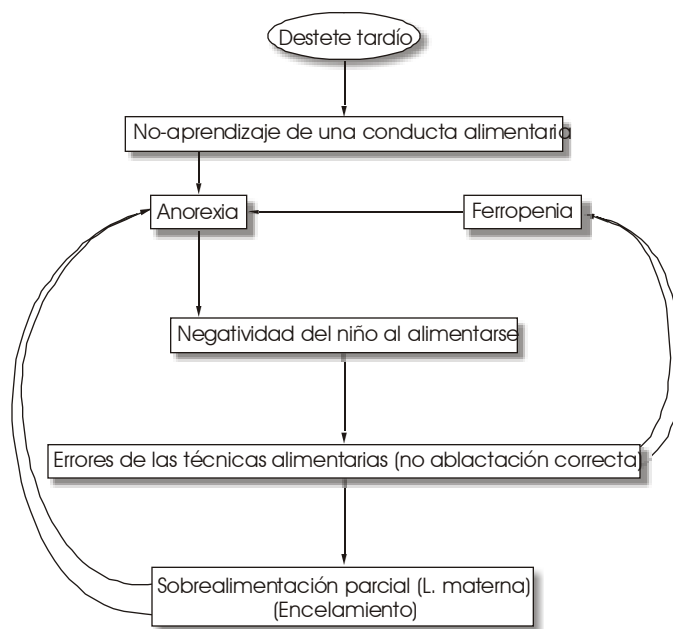 Destete tardío
No-aprendizaje de una conducta alimentaria
Anorexia
Ferropenia
Negatividad del niño al alimentarse
Errores de las técnicas alimentarias (no ablactación correcta)
Sobrealimentación parcial (L. materna)
(Encelamiento)